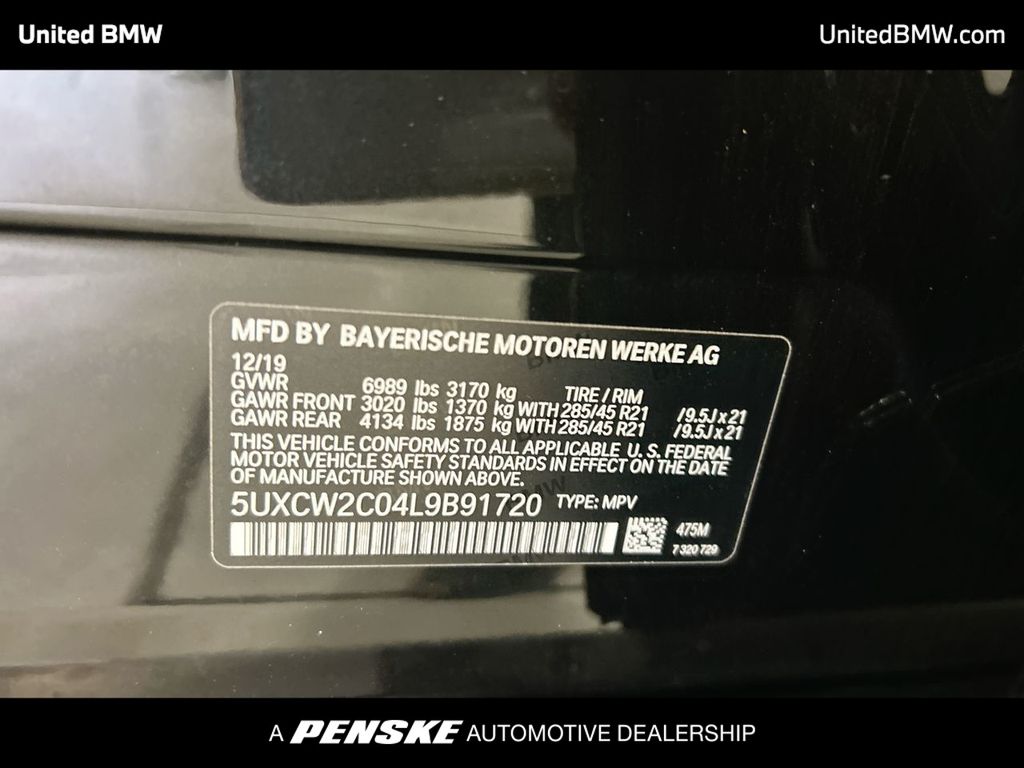 United BMW
UnitedBMW.com
MFD BY BAYERISCHE MOTOREN WERKE AG
12/19
GVWR 6989 lbs 3170 kg TIRE / RIM
GAWR FRONT 3020 lbs 1370 kg WITH 285/45 R21 /9.5J x 21
GAWR REAR 4134 lbs 1875 kg WITH 285/45 R21 /9.5J x 21
THIS VEHICLE CONFORMS TO ALL APPLICABLE U. S. FEDERAL
MOTOR VEHICLE SAFETY STANDARDS IN EFFECT ON THE DATE
OF MANUFACTURE SHOWN ABOVE.
5UXCW2C04L9B91720 TYPE: MPV
475M
7 320 729
A PENSKE AUTOMOTIVE DEALERSHIP